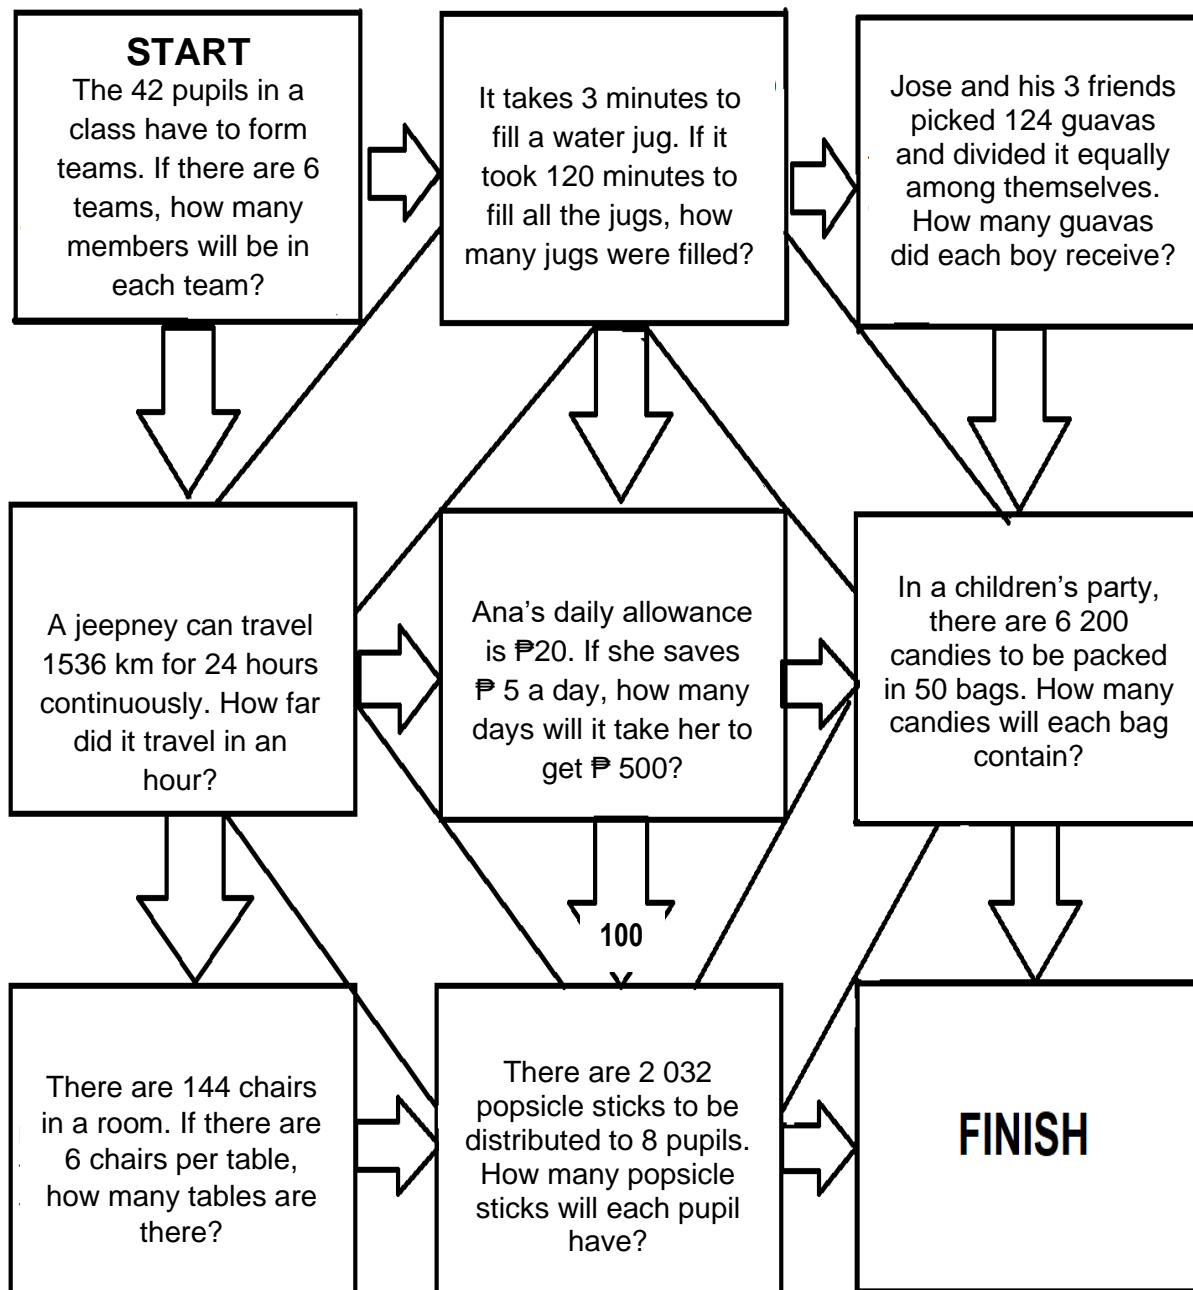 START
The 42 pupils in a
class have to form
teams. If there are 6
teams, how many
members will be in
each team?
It takes 3 minutes to
fill a water jug. If it
took 120 minutes to
fill all the jugs, how
many jugs were filled?
Jose and his 3 friends
picked 124 guavas
and divided it equally
among themselves.
How many guavas
did each boy receive?
A jeepney can travel
1536 km for 24 hours
continuously. How far
did it travel in an
hour?
Ana’s daily allowance
is ₱20. If she saves
₱ 5 a day, how many
days will it take her to
get ₱ 500?
In a children’s party,
there are 6 200
candies to be packed
in 50 bags. How many
candies will each bag
contain?
100
There are 144 chairs
in a room. If there are
6 chairs per table,
how many tables are
there?
There are 2 032
popsicle sticks to be
distributed to 8 pupils.
How many popsicle
sticks will each pupil
have?
FINISH